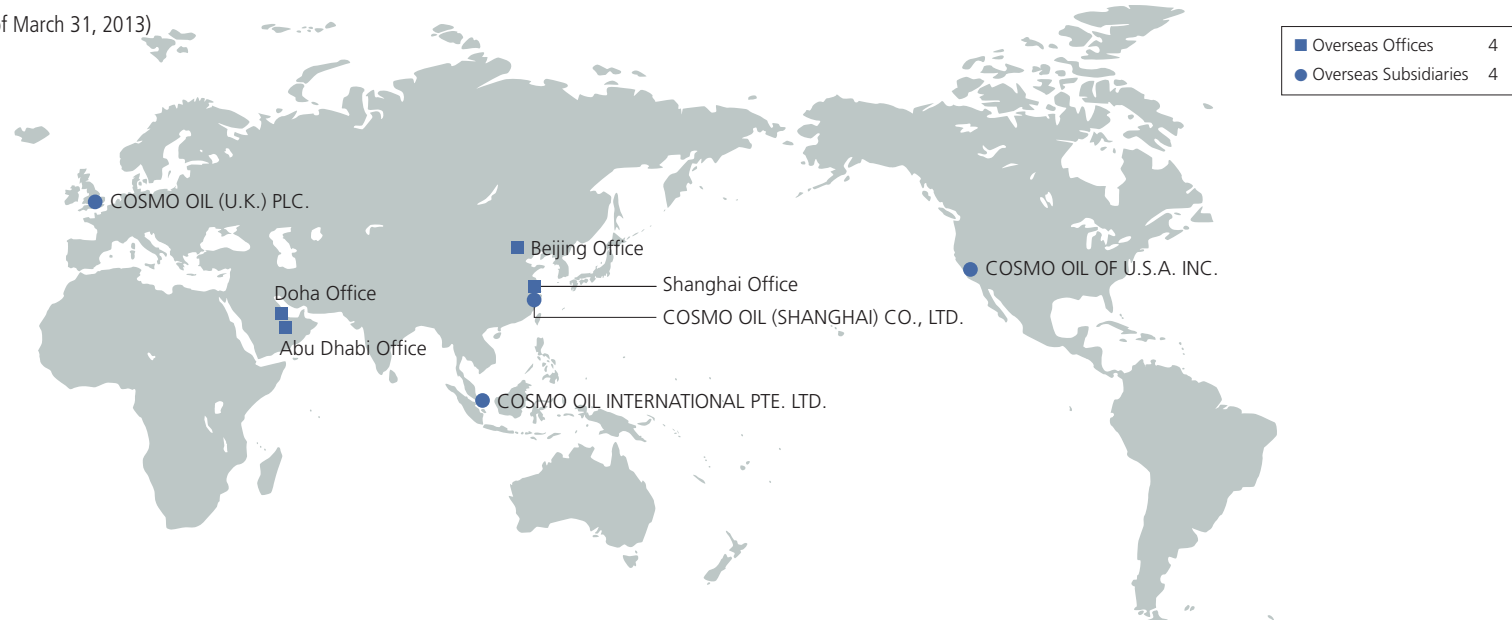 of March 31, 2013)
Overseas Offices 4
Overseas Subsidiaries 4
COSMO OIL (U.K.) PLC.
Beijing Office
COSMO OIL OF U.S.A. INC.
Shanghai Office
Doha Office
COSMO OIL (SHANGHAI) CO., LTD.
Abu Dhabi Office
COSMO OIL INTERNATIONAL PTE. LTD.